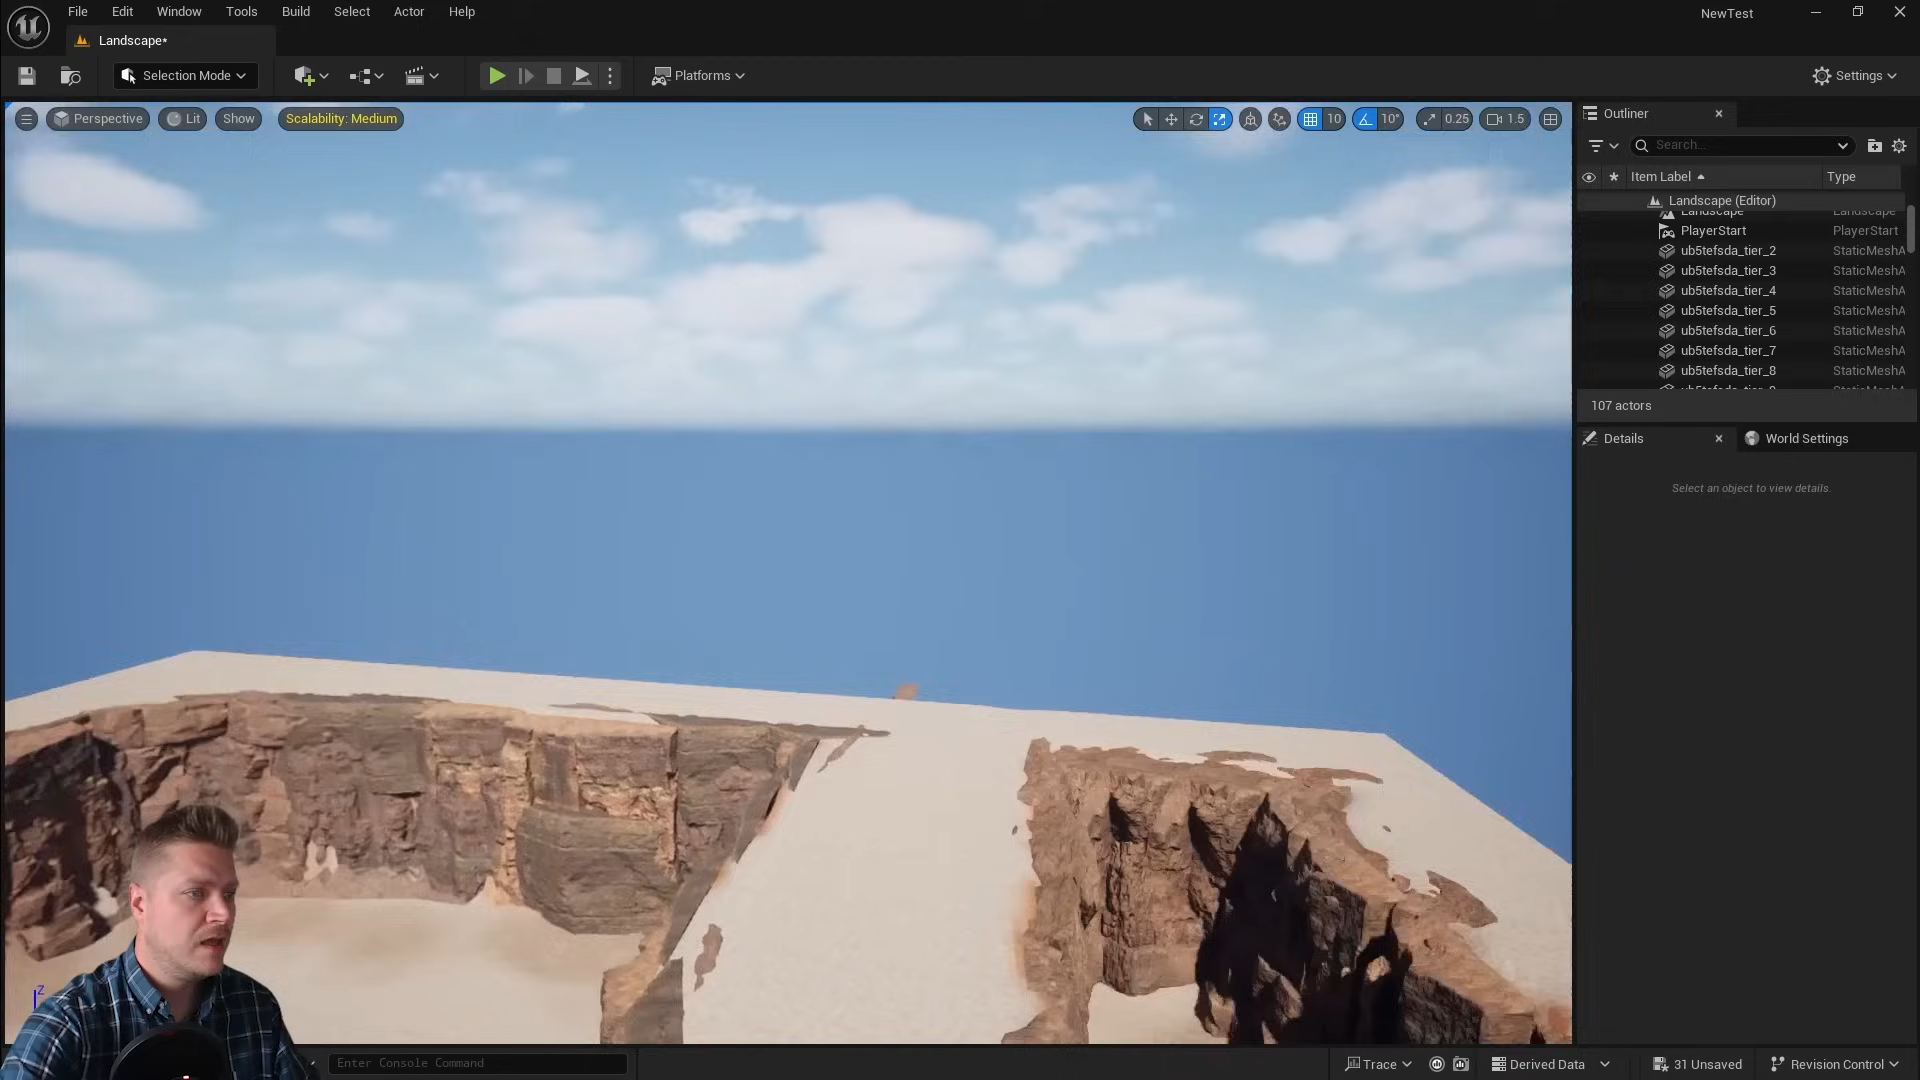 File Edit Window Tools Build Select Actor Help
NewTest
Landscape*
Selection Mode
Platforms
Settings
Perspective Lit Show Scalability: Medium
10 10° 0.25 1.5
Outliner
Search...
Item Label Type
Landscape (Editor)
Landscape Landscape
PlayerStart PlayerStart
ub5tefsda_tier_2 StaticMeshA
ub5tefsda_tier_3 StaticMeshA
ub5tefsda_tier_4 StaticMeshA
ub5tefsda_tier_5 StaticMeshA
ub5tefsda_tier_6 StaticMeshA
ub5tefsda_tier_7 StaticMeshA
ub5tefsda_tier_8 StaticMeshA
107 actors
Details World Settings
Select an object to view details.
Z
Enter Console Command
Trace Derived Data 31 Unsaved Revision Control